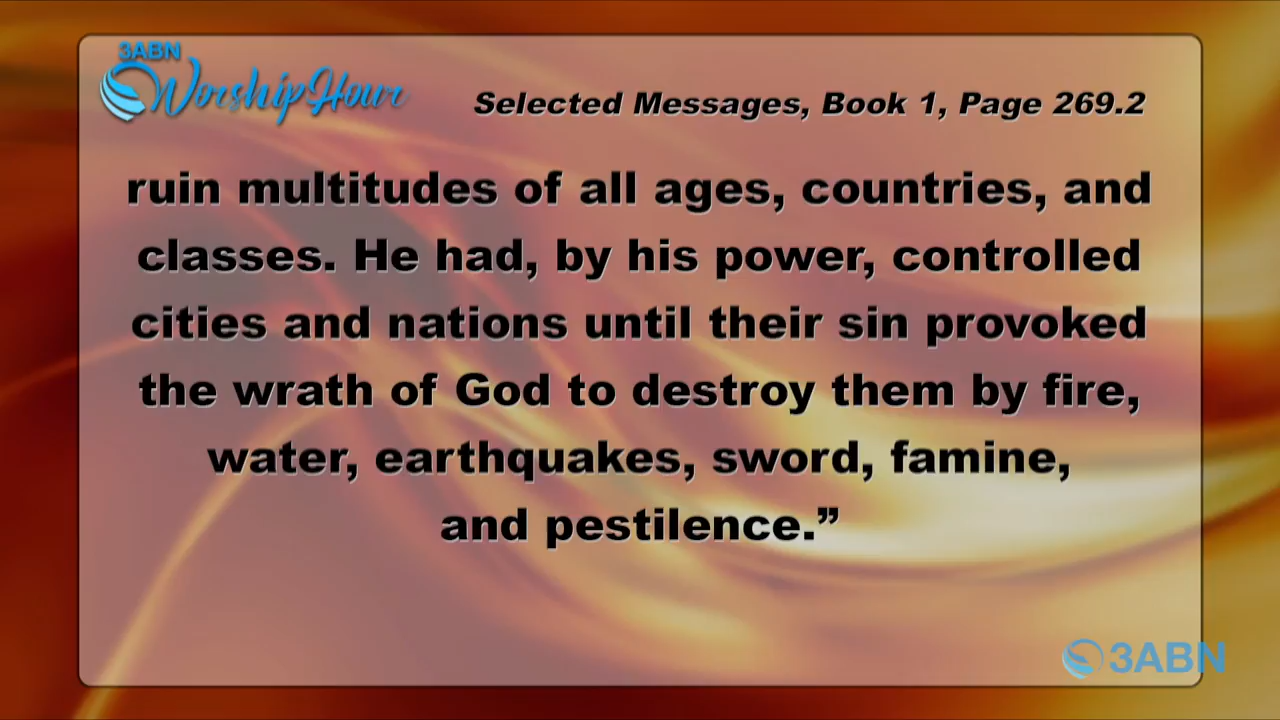 3ABN
Worship Hour
Selected Messages, Book 1, Page 269.2
ruin multitudes of all ages, countries, and
classes. He had, by his power, controlled
cities and nations until their sin provoked
the wrath of God to destroy them by fire,
water, earthquakes, sword, famine,
and pestilence.”
3ABN